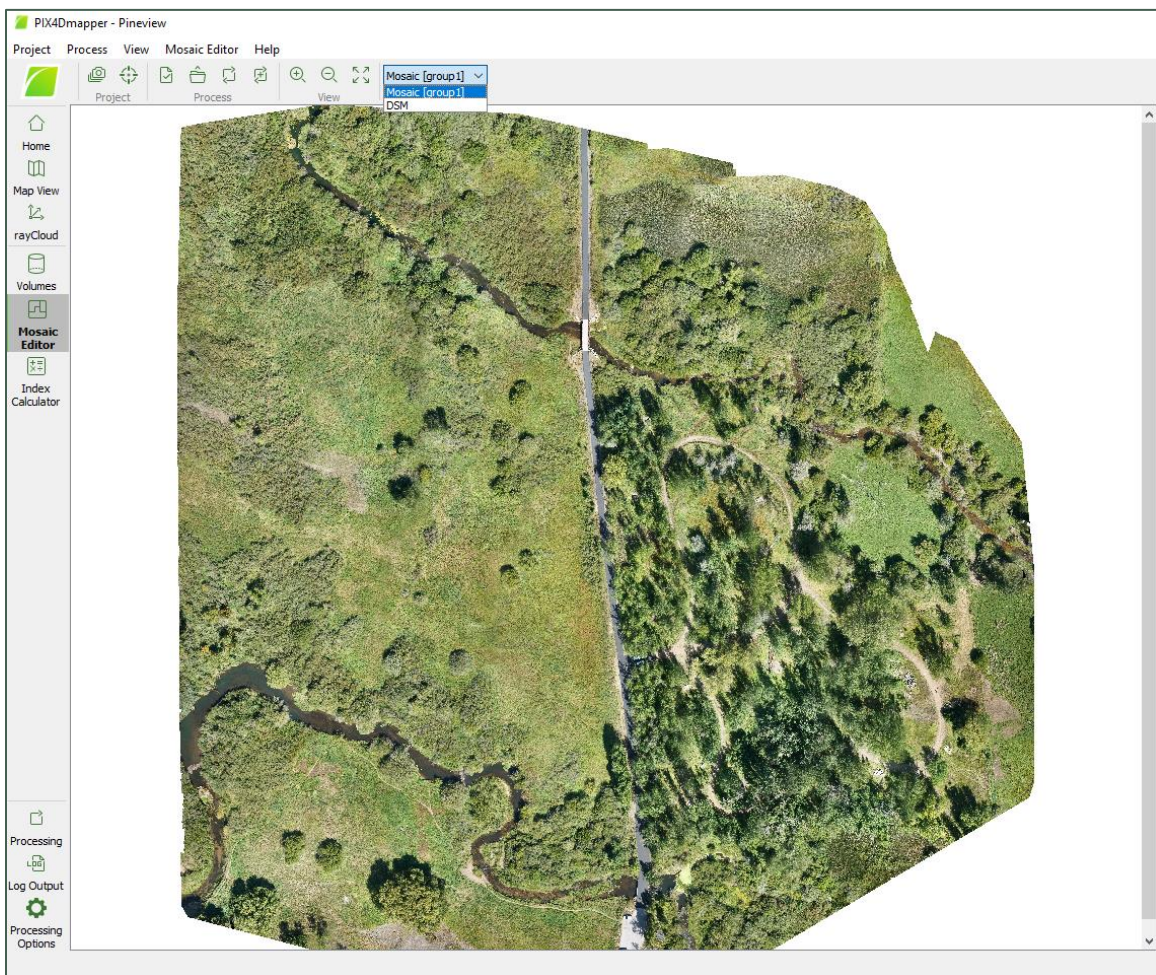 PIX4Dmapper - Pineview
Project Process View Mosaic Editor Help
Mosaic [group1]
Mosaic [group1]
DSM
Project Process View
Home
Map View
rayCloud
Volumes
Mosaic
Editor
Index
Calculator
Processing
LOG
Log Output
Processing
Options